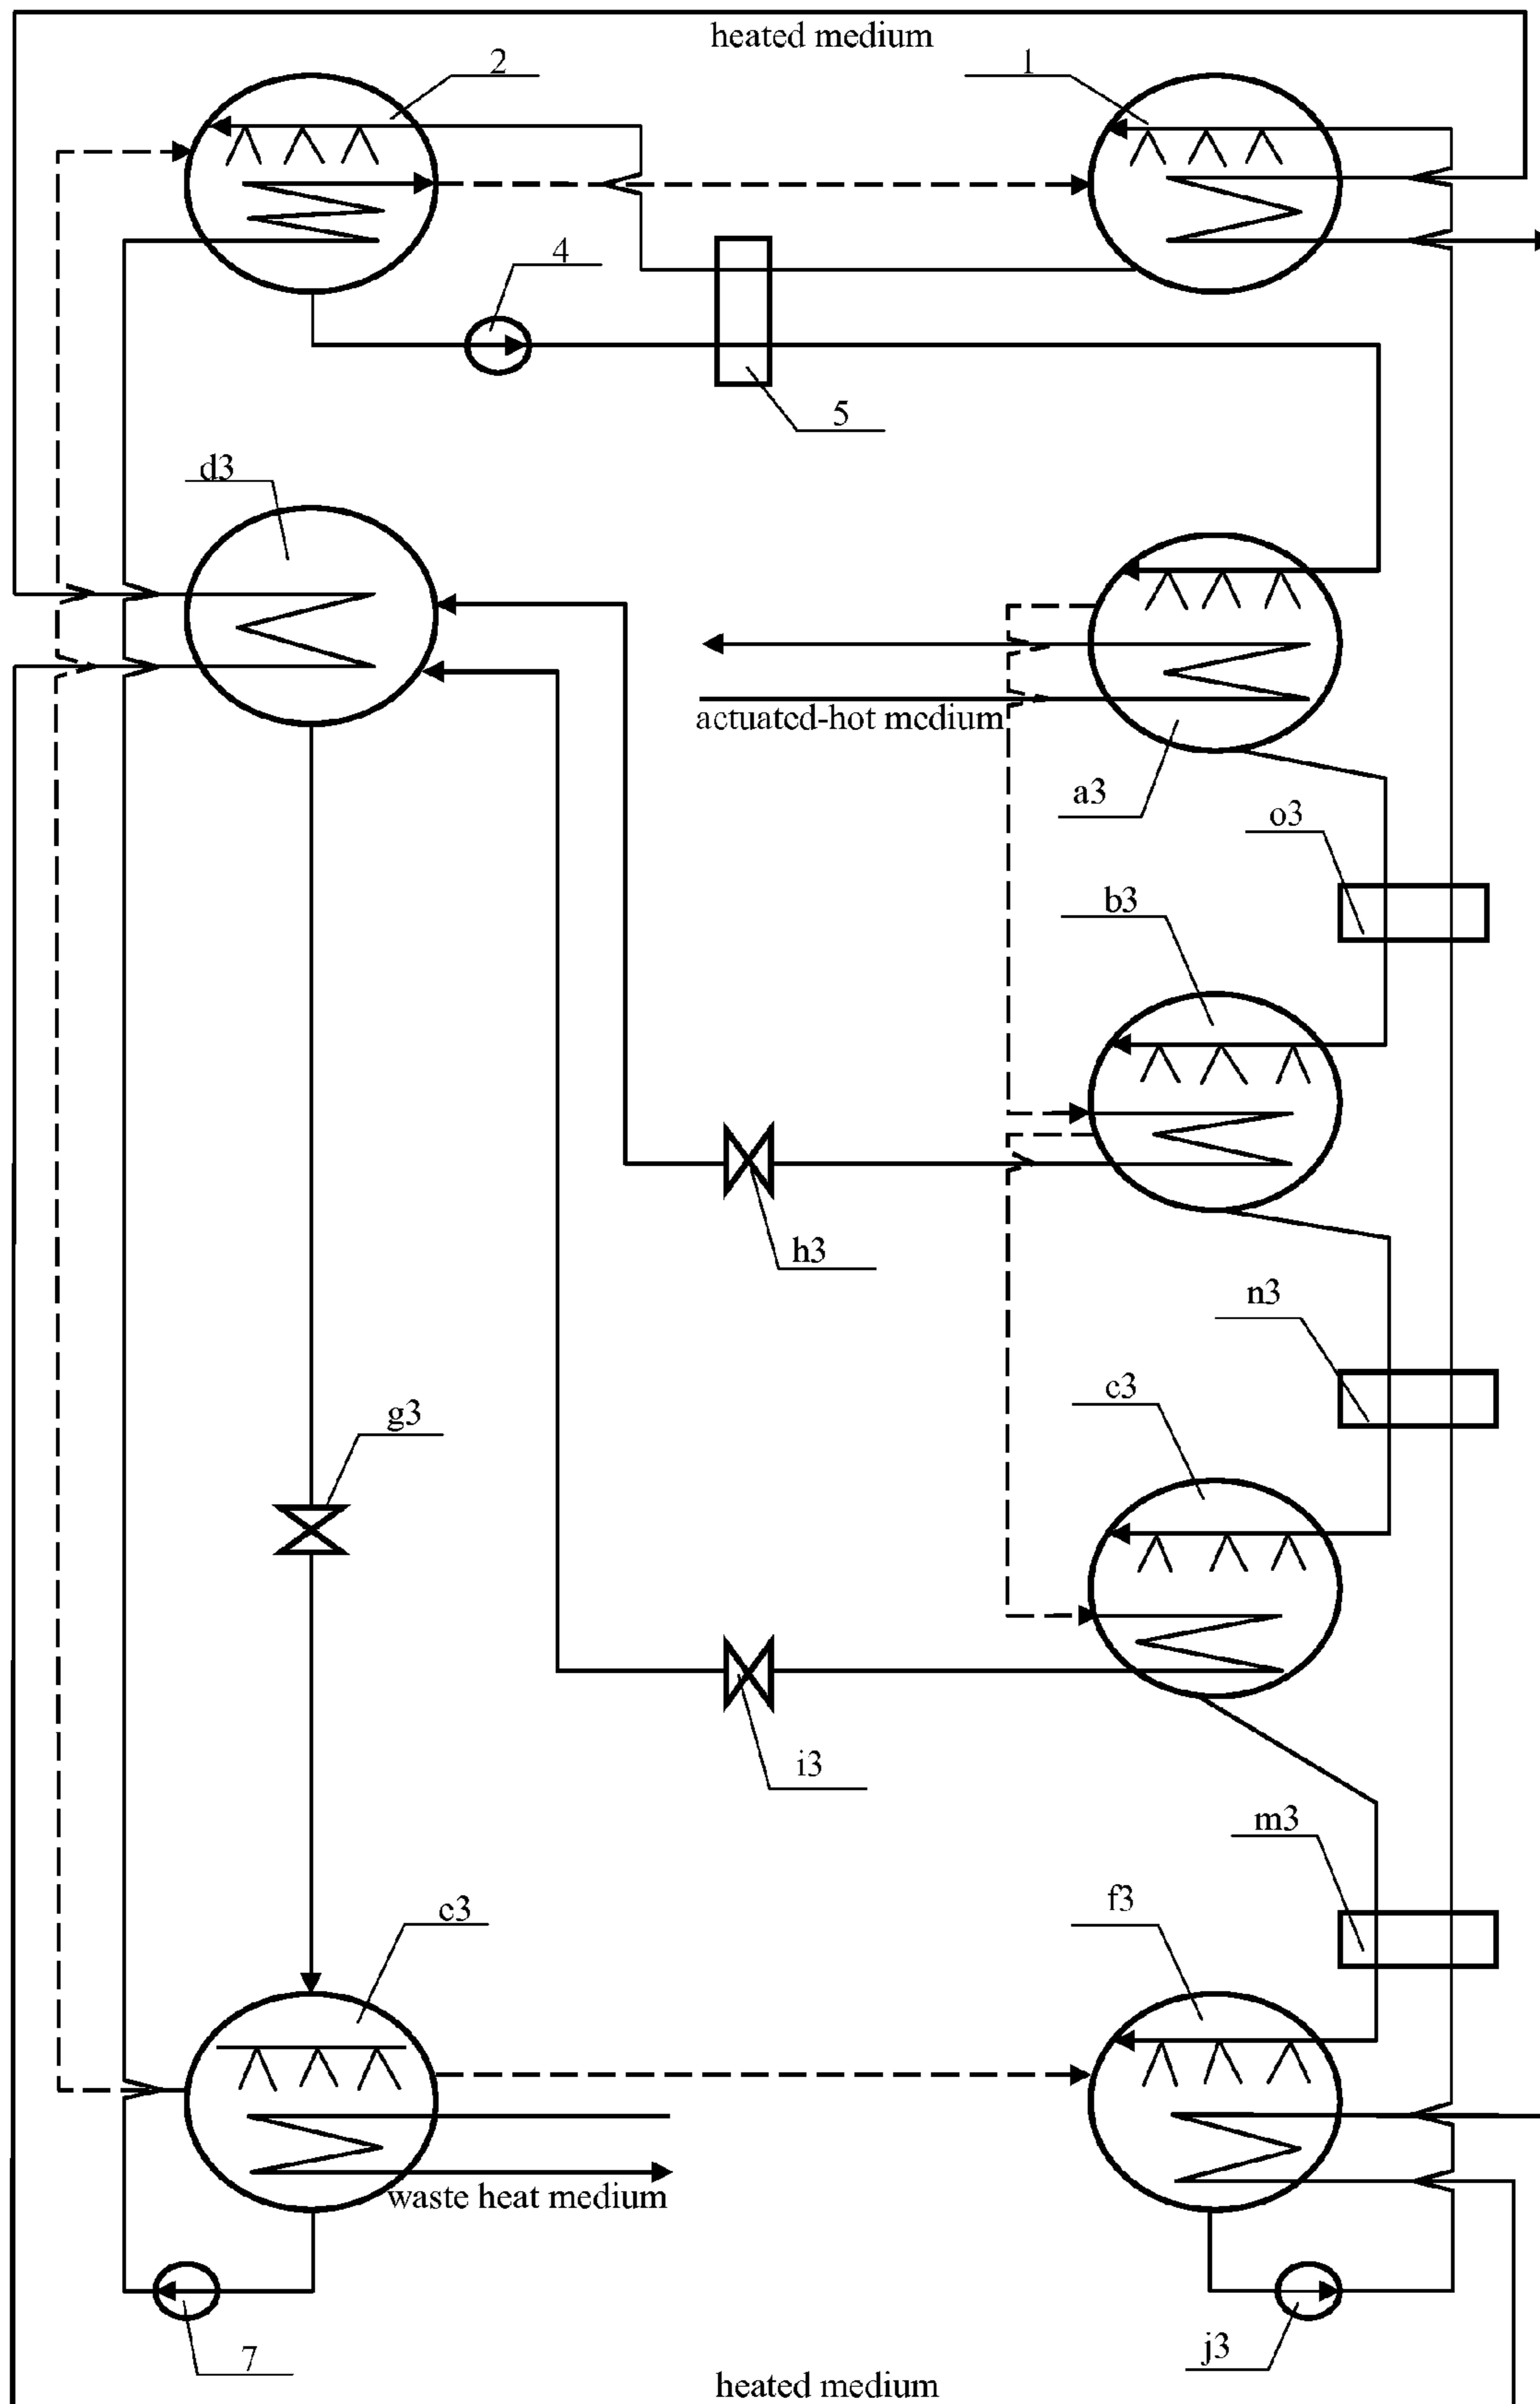 heated medium
2
1
4
5
d3
actuated-hot medium
a3
o3
b3
h3
n3
c3
g3
i3
m3
f3
c3
waste heat medium
7
j3
heated medium